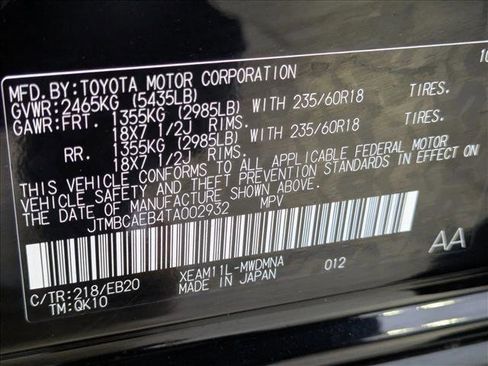 10
MFD.BY:TOYOTA MOTOR CORPORATION
GVWR:2465KG (5435LB)
GAWR:FRT. 1355KG (2985LB) WITH 235/60R18 TIRES.
18X7 1/2J RIMS.
RR. 1355KG (2985LB) WITH 235/60R18 TIRES.
18X7 1/2J RIMS.
THIS VEHICLE CONFORMS TO ALL APPLICABLE FEDERAL MOTOR
VEHICLE SAFETY AND THEFT PREVENTION STANDARDS IN EFFECT
ON THE DATE OF MANUFACTURE SHOWN ABOVE.
JTMBCAEB4TA002932 MPV
AA
C/TR:218/EB20 XEAM11L-MWDMNA 012
TM:QK10 MADE IN JAPAN